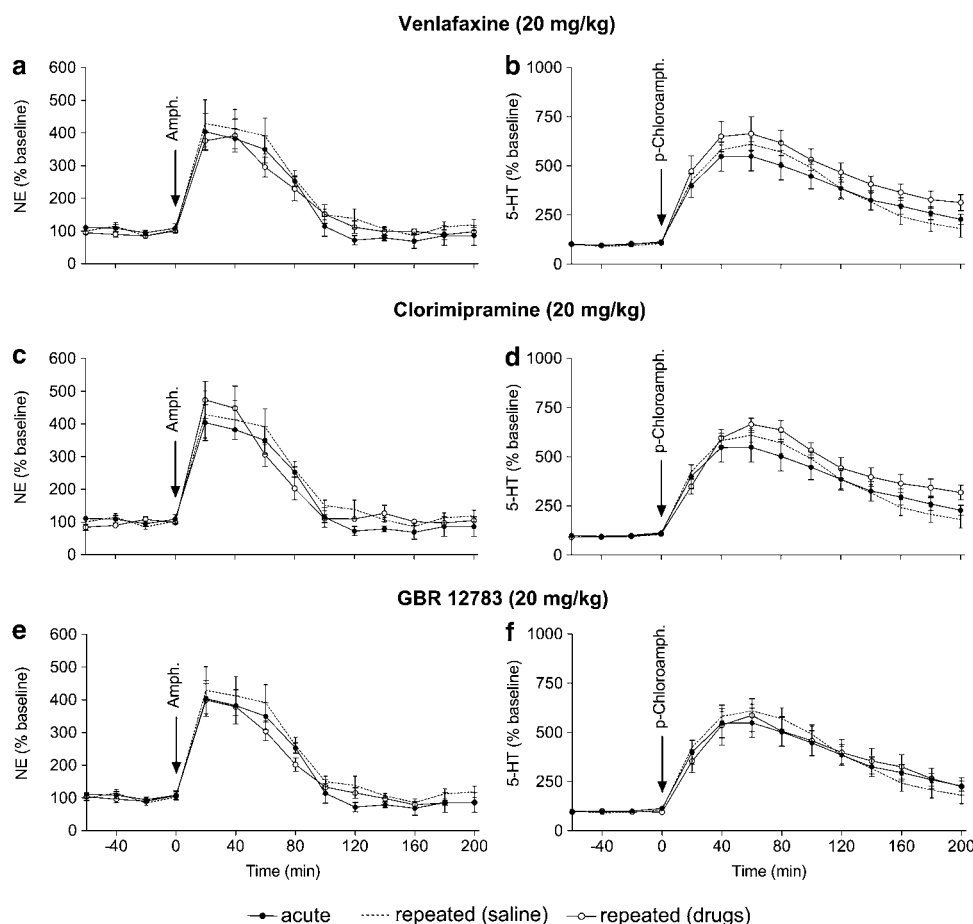 Venlafaxine (20 mg/kg)
a
NE (% baseline)
600
500
400
300
200
100
0
Amph.
b
5-HT (% baseline)
1000
750
500
250
0
p-Chloroamph.
Clorimipramine (20 mg/kg)
c
NE (% baseline)
600
500
400
300
200
100
0
Amph.
d
5-HT (% baseline)
1000
750
500
250
0
p-Chloroamph.
GBR 12783 (20 mg/kg)
e
NE (% baseline)
600
500
400
300
200
100
0
Amph.
-40 0 40 80 120 160 200
Time (min)
f
5-HT (% baseline)
1000
750
500
250
0
p-Chloroamph.
-40 0 40 80 120 160 200
Time (min)
acute repeated (saline) repeated (drugs)